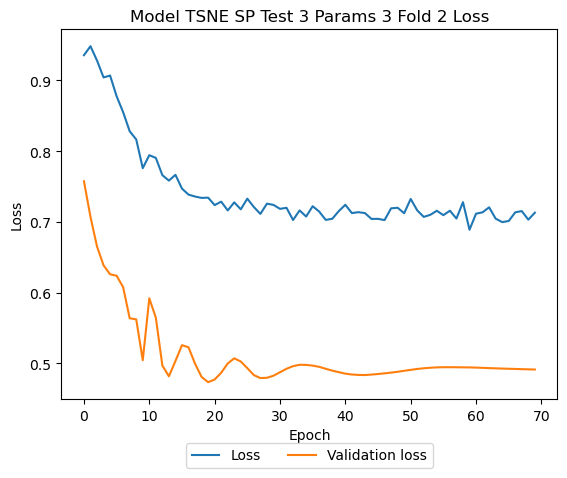 Model TSNE SP Test 3 Params 3 Fold 2 Loss
0.9
0.8
0.7
0.6
0.5
Loss
0 10 20 30 40 50 60 70
Epoch
Loss Validation loss